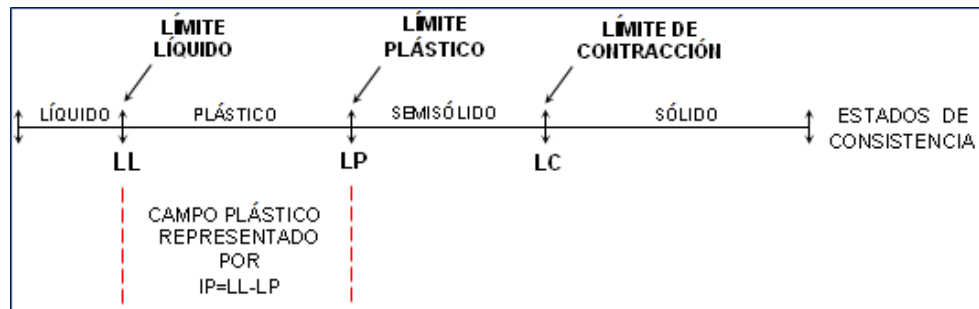 LÍMITE
LÍQUIDO
LÍMITE
PLÁSTICO
LÍMITE DE
CONTRACCIÓN
LÍQUIDO
PLÁSTICO
SEMISÓLIDO
SÓLIDO
ESTADOS DE
CONSISTENCIA
LL
LP
LC
CAMPO PLÁSTICO
REPRESENTADO
POR
IP=LL-LP